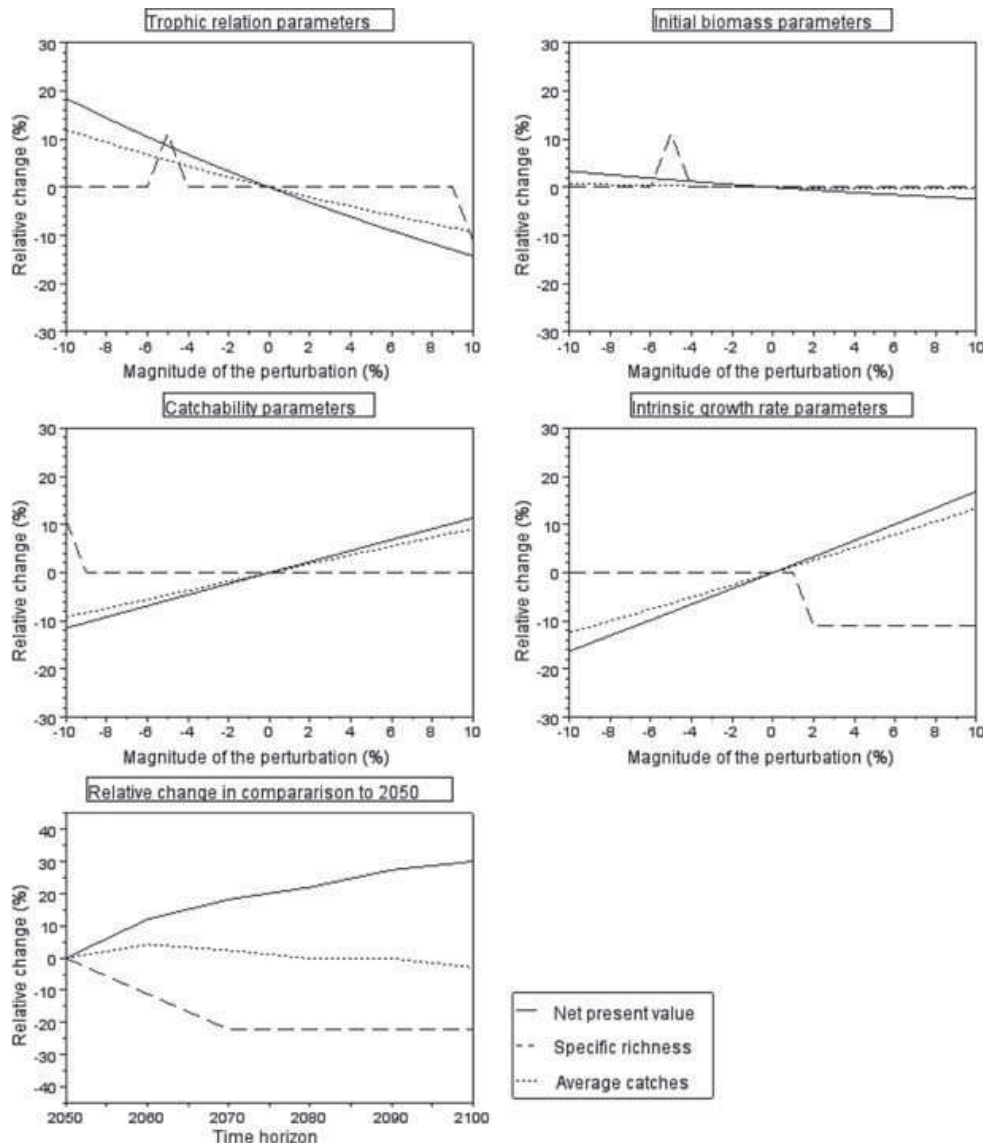 Trophic relation parameters
30
20
10
0
-10
-20
-30
Relative change (%)
-10 -8 -6 -4 -2 0 2 4 6 8 10
Magnitude of the perturbation (%)
Initial biomass parameters
30
20
10
0
-10
-20
-30
Relative change (%)
-10 -8 -6 -4 -2 0 2 4 6 8 10
Magnitude of the perturbation (%)
Catchability parameters
30
20
10
0
-10
-20
-30
Relative change (%)
-10 -8 -6 -4 -2 0 2 4 6 8 10
Magnitude of the perturbation (%)
Intrinsic growth rate parameters
30
20
10
0
-10
-20
-30
Relative change (%)
-10 -8 -6 -4 -2 0 2 4 6 8 10
Magnitude of the perturbation (%)
Relative change in compararison to 2050
40
30
20
10
0
-10
-20
-30
-40
Relative change (%)
2050 2060 2070 2080 2090 2100
Time horizon
Net present value
Specific richness
Average catches